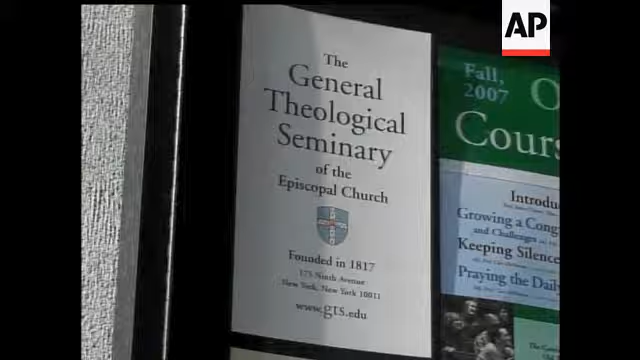 AP
The
General
Theological
Seminary
of the
Episcopal Church
Founded in 1817
175 Ninth Avenue
New York, New York 10011
www.gts.edu
Fall,
2007
O
Cours
Introdu
Growing a Cong
and Challenges
Keeping Silence
Praying the Daily